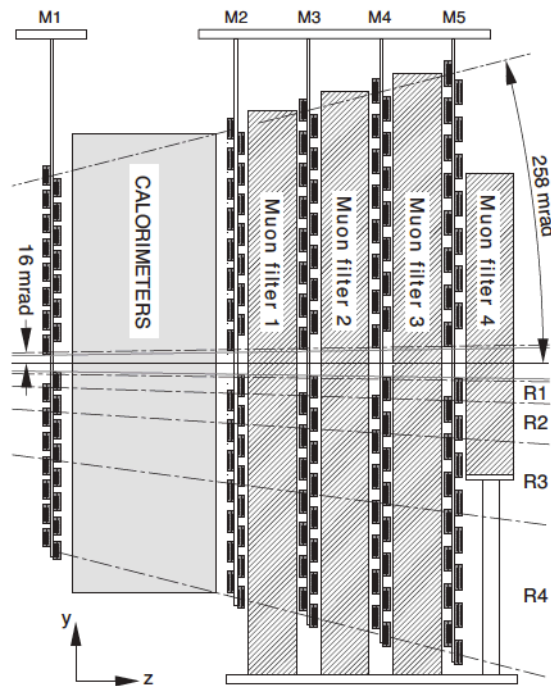 M1
M2
M3
M4
M5
258 mrad
16 mrad
CALORIMETERS
Muon filter 1
Muon filter 2
Muon filter 3
Muon filter 4
R1
R2
R3
R4
y
z